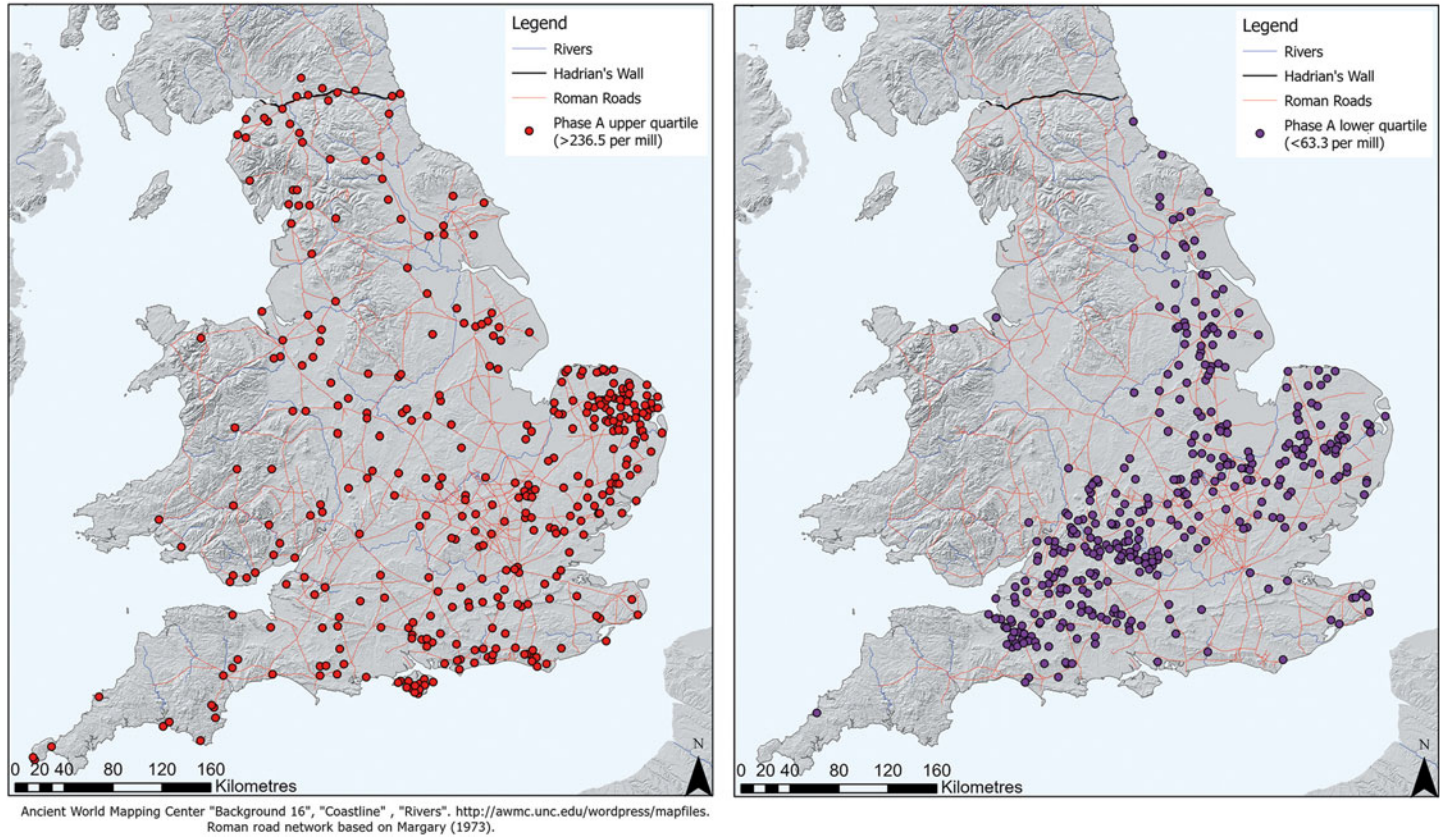 Legend
Rivers
Hadrian's Wall
Roman Roads
Phase A upper quartile
(>236.5 per mill)
N
0 20 40 80 120 160
Kilometres
Legend
Rivers
Hadrian's Wall
Roman Roads
Phase A lower quartile
(<63.3 per mill)
N
0 20 40 80 120 160
Kilometres
Ancient World Mapping Center "Background 16", "Coastline" , "Rivers". http://awmc.unc.edu/wordpress/mapfiles.
Roman road network based on Margary (1973).